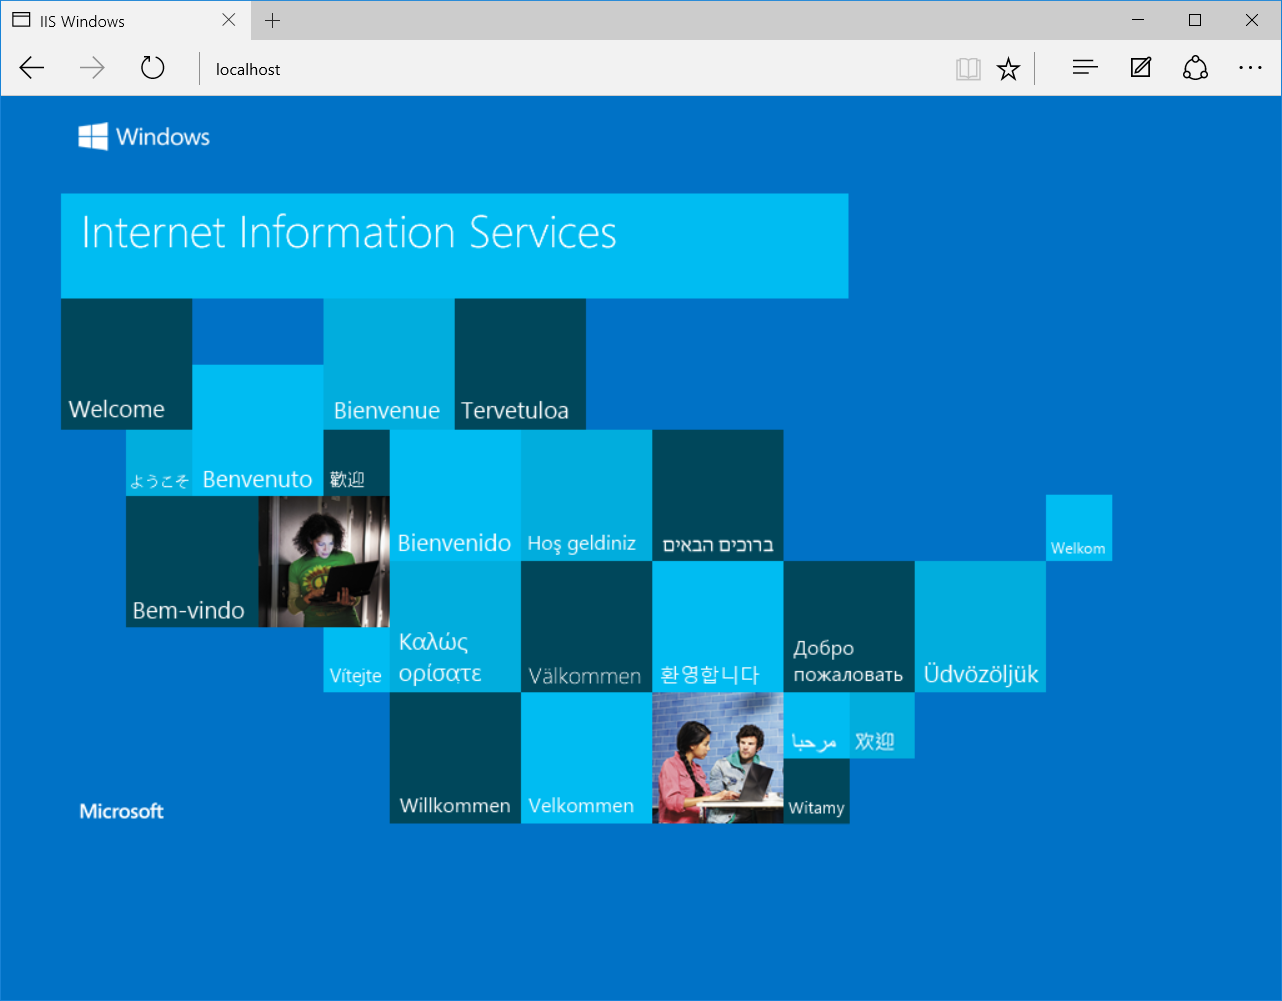 IIS Windows
localhost
Windows
Internet Information Services
Welcome
Bienvenue
Tervetuloa
ようこそ
Benvenuto
歡迎
Bienvenido
Hoş geldiniz
ברוכים הבאים
Welkom
Bem-vindo
Vítejte
Καλώς
ορίσατε
Välkommen
환영합니다
Добро
пожаловать
Üdvözöljük
مرحبا
欢迎
Willkommen
Velkommen
Witamy
Microsoft